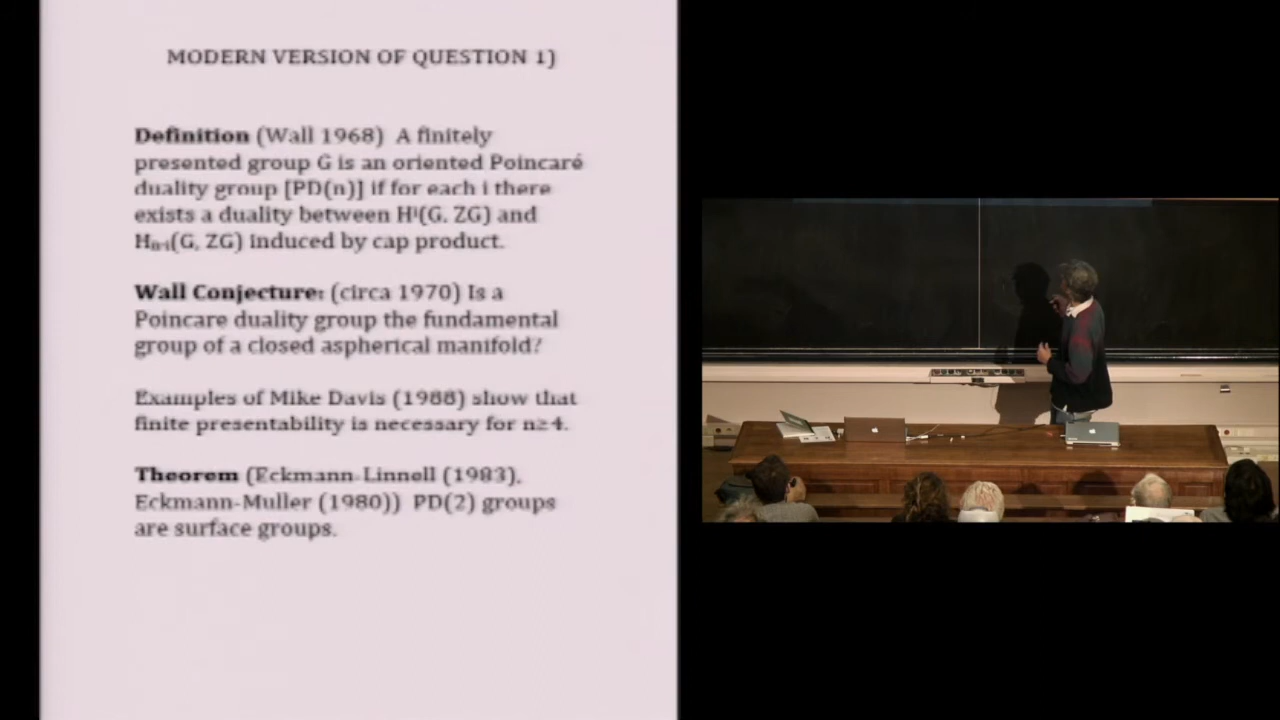 MODERN VERSION OF QUESTION 1)
Definition (Wall 1968) A finitely
presented group G is an oriented Poincaré
duality group [PD(n)] if for each i there
exists a duality between Hⁱ(G, ZG) and
Hₙ₋ᵢ(G, ZG) induced by cap product.
Wall Conjecture: (circa 1970) Is a
Poincare duality group the fundamental
group of a closed aspherical manifold?
Examples of Mike Davis (1988) show that
finite presentability is necessary for n≥4.
Theorem (Eckmann-Linnell (1983),
Eckmann-Muller (1980)) PD(2) groups
are surface groups.